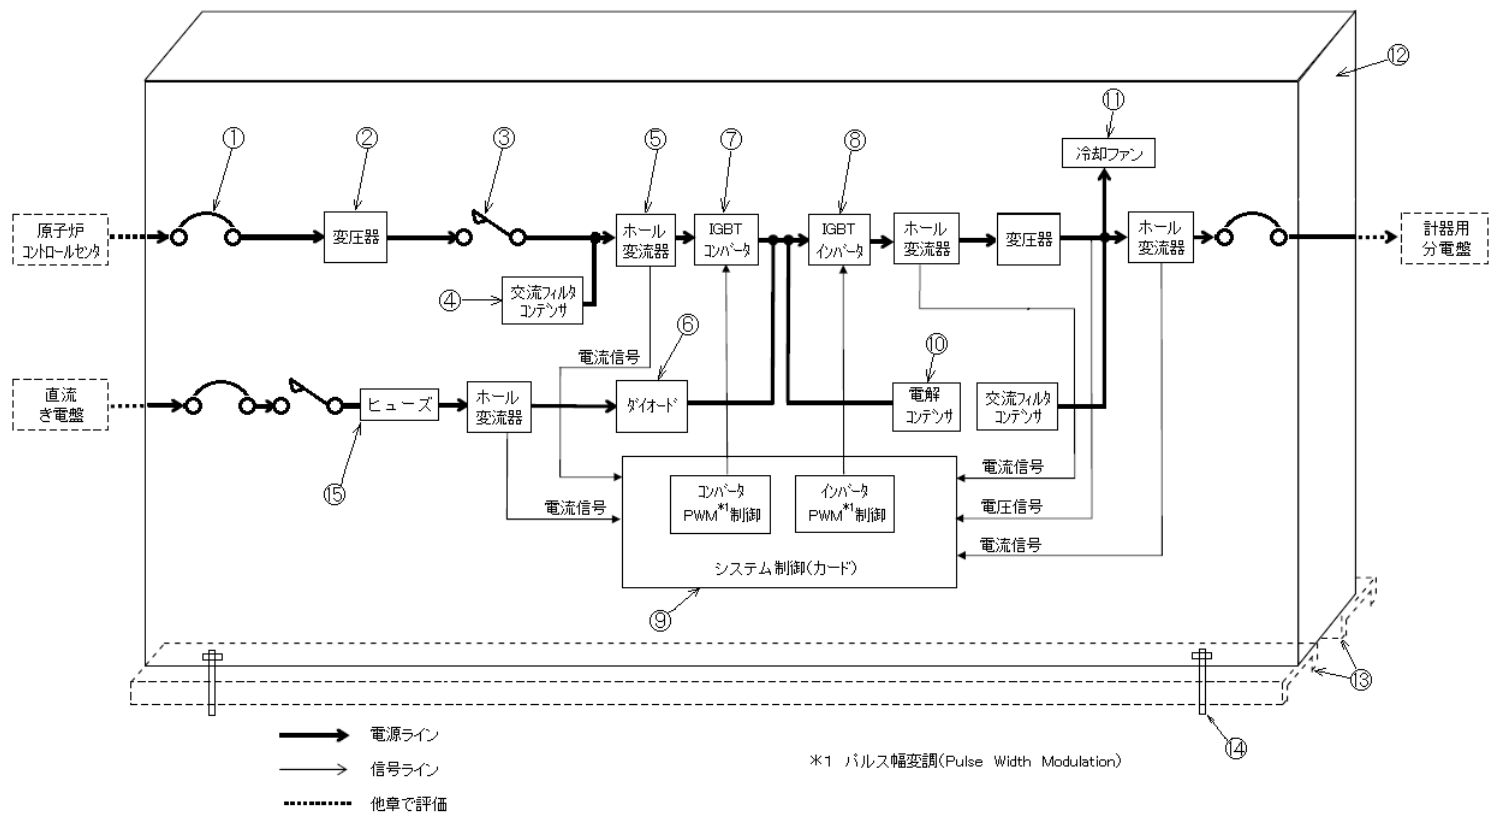 ⑫
⑪
①
②
③
⑤
⑦
⑧
冷却ファン
原子炉
コントロールセンタ
変圧器
ホール
変流器
IGBT
コンバータ
IGBT
インバータ
ホール
変流器
変圧器
ホール
変流器
計器用
分電盤
④
交流フィルタ
コンデンサ
⑥
電流信号
⑩
直流
き電盤
ヒューズ
ホール
変流器
ダイオード
電解
コンデンサ
交流フィルタ
コンデンサ
⑮
電流信号
コンバータ
PWM*1制御
インバータ
PWM*1制御
電流信号
電圧信号
電流信号
システム制御(カード)
⑨
⑬
⑭
電源ライン
信号ライン
他章で評価
*1 パルス幅変調(Pulse Width Modulation)